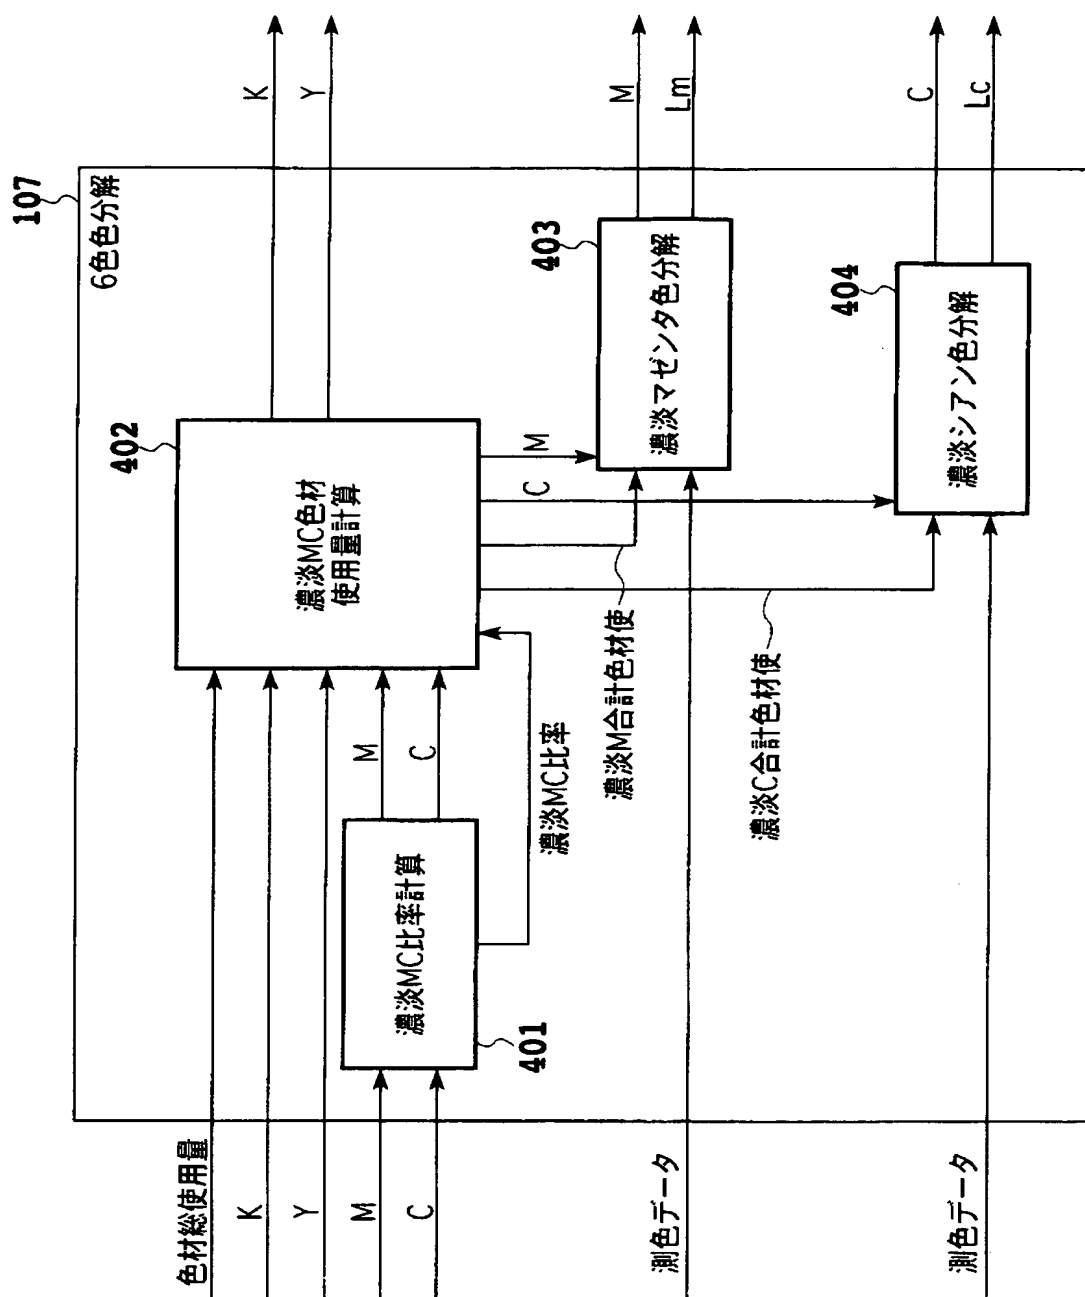 107
6色色分解
色材総使用量
K
Y
M
C
401
濃淡MC比率計算
M
C
濃淡MC比率
402
濃淡MC色材
使用量計算
K
Y
M
C
濃淡M合計色材使
濃淡C合計色材使
測色データ
403
濃淡マゼンタ色分解
M
Lm
測色データ
404
濃淡シアン色分解
C
Lc